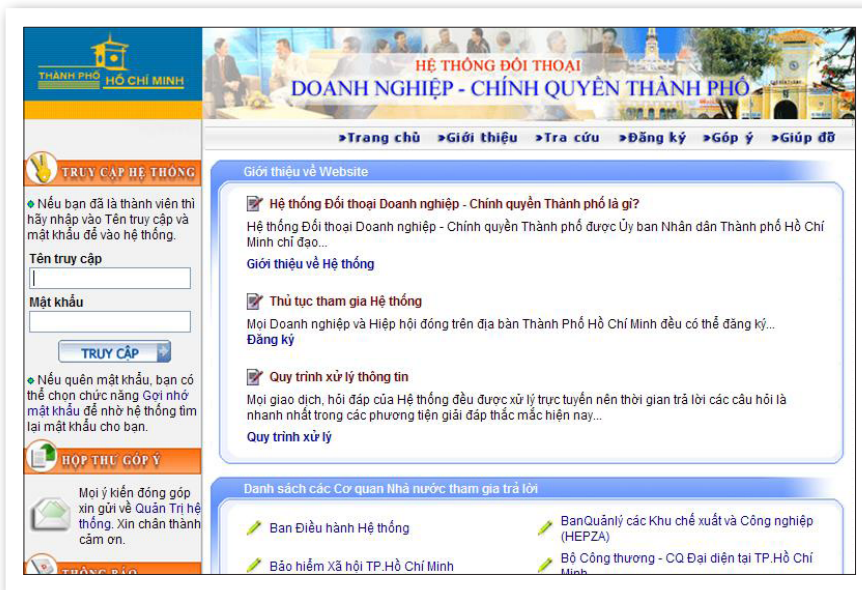 THÀNH PHỐ HỒ CHÍ MINH
HỆ THỐNG ĐỐI THOẠI
DOANH NGHIỆP - CHÍNH QUYỀN THÀNH PHỐ
Trang chủ Giới thiệu Tra cứu Đăng ký Góp ý Giúp đỡ
TRUY CẬP HỆ THỐNG
Nếu bạn đã là thành viên thì
hãy nhập vào Tên truy cập và
mật khẩu để vào hệ thống.
Tên truy cập
Mật khẩu
TRUY CẬP
Nếu quên mật khẩu, bạn có
thể chọn chức năng Gợi nhớ
mật khẩu để nhờ hệ thống tìm
lại mật khẩu cho bạn.
HỘP THƯ GÓP Ý
Mọi ý kiến đóng góp
xin gửi về Quản Trị hệ
thống. Xin chân thành
cảm ơn.
THÔNG BÁO
Giới thiệu về Website
Hệ thống Đối thoại Doanh nghiệp - Chính quyền Thành phố là gì?
Hệ thống Đối thoại Doanh nghiệp - Chính quyền Thành phố được Ủy ban Nhân dân Thành phố Hồ Chí
Minh chỉ đạo...
Giới thiệu về Hệ thống
Thủ tục tham gia Hệ thống
Mọi Doanh nghiệp và Hiệp hội đóng trên địa bàn Thành Phố Hồ Chí Minh đều có thể đăng ký...
Đăng ký
Quy trình xử lý thông tin
Mọi giao dịch, hỏi đáp của Hệ thống đều được xử lý trực tuyến nên thời gian trả lời các câu hỏi là
nhanh nhất trong các phương tiện giải đáp thắc mắc hiện nay...
Quy trình xử lý
Danh sách các Cơ quan Nhà nước tham gia trả lời
Ban Điều hành Hệ thống
BanQuảnlý các Khu chế xuất và Công nghiệp
(HEPZA)
Bảo hiểm Xã hội TP.Hồ Chí Minh
Bộ Công thương - CQ Đại diện tại TP.Hồ Chí
Minh